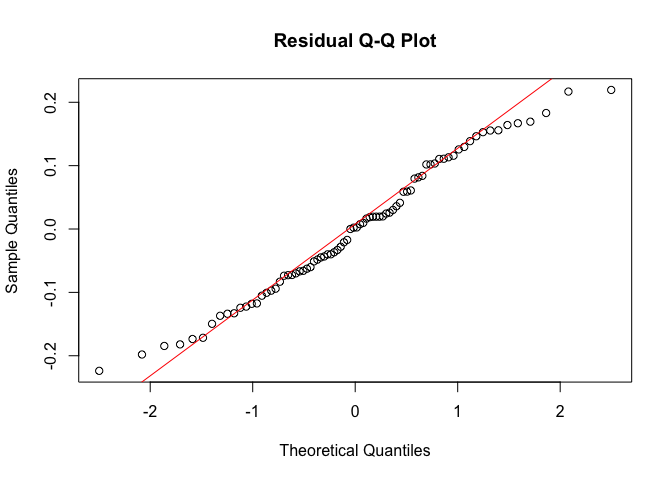 Residual Q-Q Plot
Sample Quantiles
0.2
0.1
0.0
-0.1
-0.2
-2 -1 0 1 2
Theoretical Quantiles